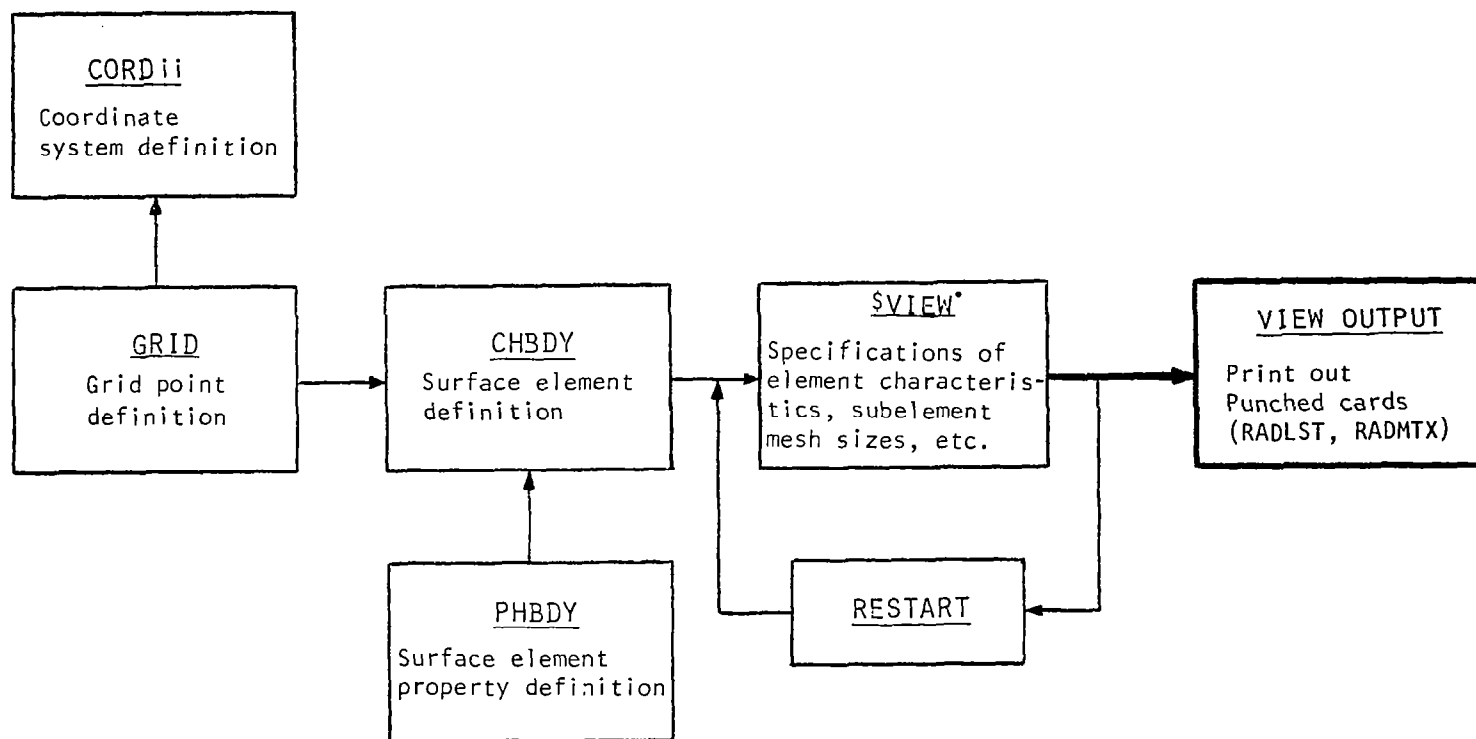 CORDii
Coordinate
system definition
GRID
Grid point
definition
CHBDY
Surface element
definition
$VIEW*
Specifications of
element characteris-
tics, subelement
mesh sizes, etc.
VIEW OUTPUT
Print out
Punched cards
(RADLST, RADMTX)
PHBDY
Surface element
property definition
RESTART